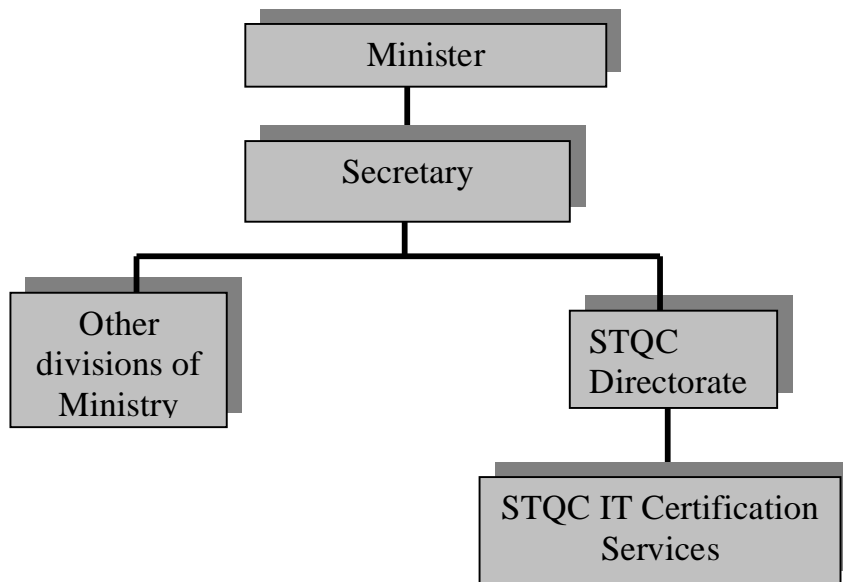 Minister
Secretary
Other
divisions of
Ministry
STQC
Directorate
STQC IT Certification
Services